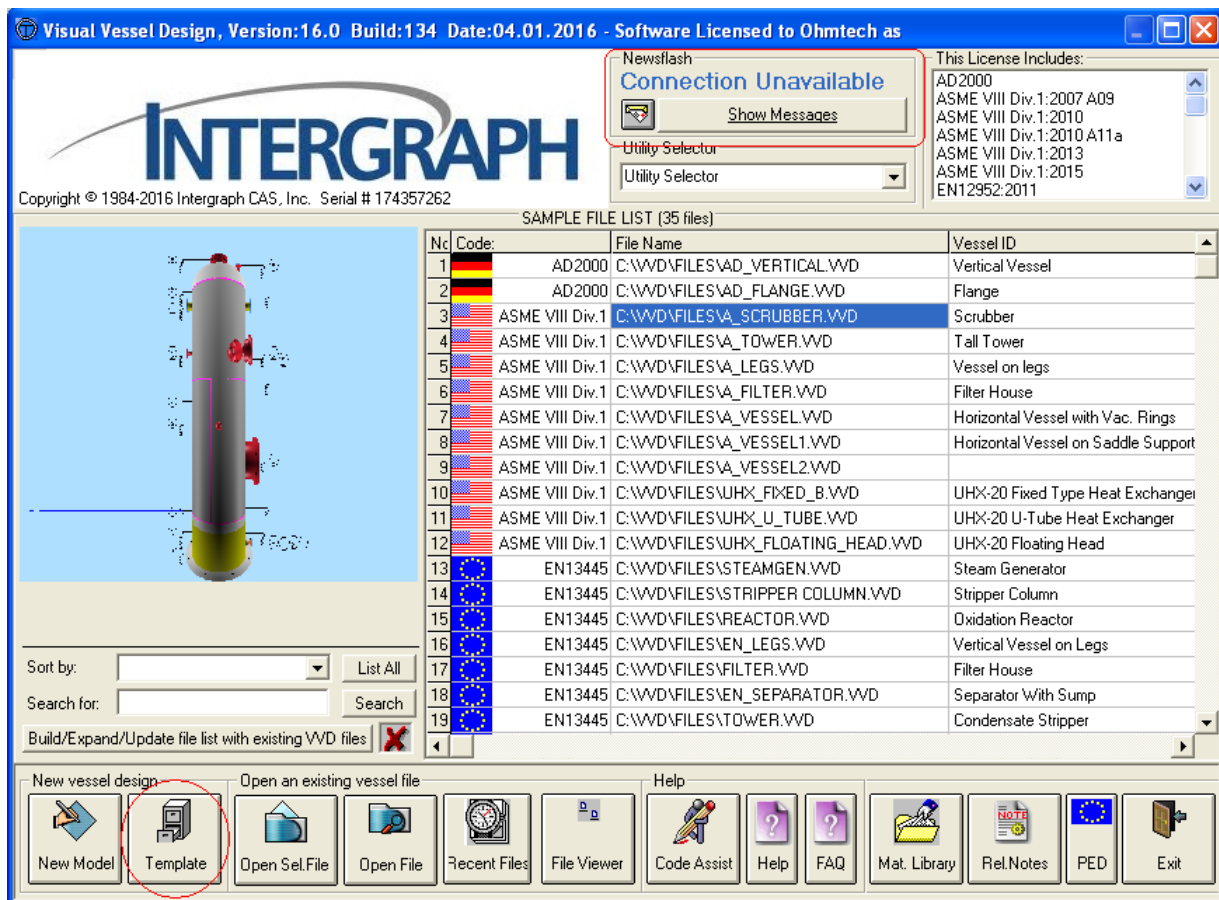 Visual Vessel Design, Version:16.0 Build:134 Date:04.01.2016 - Software Licensed to Ohmtech as
INTERGRAPH
Copyright © 1984-2016 Intergraph CAS, Inc. Serial # 174357262
Newsflash
Connection Unavailable
Show Messages
Utility Selector
Utility Selector
This License Includes:
AD2000
ASME VIII Div.1:2007 A09
ASME VIII Div.1:2010
ASME VIII Div.1:2010 A11a
ASME VIII Div.1:2013
ASME VIII Div.1:2015
EN12952:2011
SAMPLE FILE LIST (35 files)
Nc Code: File Name Vessel ID
1 AD2000 C:\VVD\FILES\AD_VERTICAL.VVD Vertical Vessel
2 AD2000 C:\VVD\FILES\AD_FLANGE.VVD Flange
3 ASME VIII Div.1 C:\VVD\FILES\A_SCRUBBER.VVD Scrubber
4 ASME VIII Div.1 C:\VVD\FILES\A_TOWER.VVD Tall Tower
5 ASME VIII Div.1 C:\VVD\FILES\A_LEGS.VVD Vessel on legs
6 ASME VIII Div.1 C:\VVD\FILES\A_FILTER.VVD Filter House
7 ASME VIII Div.1 C:\VVD\FILES\A_VESSEL.VVD Horizontal Vessel with Vac. Rings
8 ASME VIII Div.1 C:\VVD\FILES\A_VESSEL1.VVD Horizontal Vessel on Saddle Support
9 ASME VIII Div.1 C:\VVD\FILES\A_VESSEL2.VVD
10 ASME VIII Div.1 C:\VVD\FILES\UHX_FIXED_B.VVD UHX-20 Fixed Type Heat Exchanger
11 ASME VIII Div.1 C:\VVD\FILES\UHX_U_TUBE.VVD UHX-20 U-Tube Heat Exchanger
12 ASME VIII Div.1 C:\VVD\FILES\UHX_FLOATING_HEAD.VVD UHX-20 Floating Head
13 EN13445 C:\VVD\FILES\STEAMGEN.VVD Steam Generator
14 EN13445 C:\VVD\FILES\STRIPPER COLUMN.VVD Stripper Column
15 EN13445 C:\VVD\FILES\REACTOR.VVD Oxidation Reactor
16 EN13445 C:\VVD\FILES\EN_LEGS.VVD Vertical Vessel on Legs
17 EN13445 C:\VVD\FILES\FILTER.VVD Filter House
18 EN13445 C:\VVD\FILES\EN_SEPARATOR.VVD Separator With Sump
19 EN13445 C:\VVD\FILES\TOWER.VVD Condensate Stripper
Sort by: List All
Search for: Search
Build/Expand/Update file list with existing VVD files
New vessel design Open an existing vessel file Help
NOTE
New Model Template Open Sel.File Open File Recent Files File Viewer Code Assist Help FAQ Mat. Library Rel.Notes PED Exit